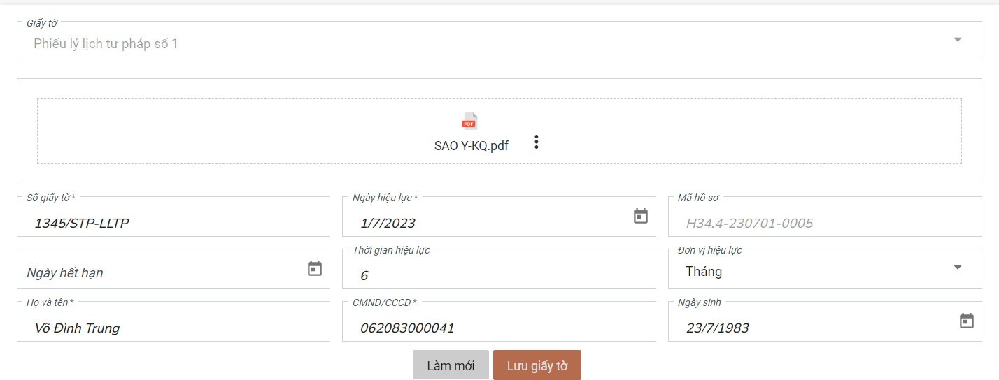 Giấy tờ
Phiếu lý lịch tư pháp số 1
PDF
SAO Y-KQ.pdf
Số giấy tờ *
1345/STP-LLTP
Ngày hiệu lực *
1/7/2023
Mã hồ sơ
H34.4-230701-0005
Ngày hết hạn
Thời gian hiệu lực
6
Đơn vị hiệu lực
Tháng
Họ và tên *
Võ Đình Trung
CMND/CCCD *
062083000041
Ngày sinh
23/7/1983
Làm mới
Lưu giấy tờ